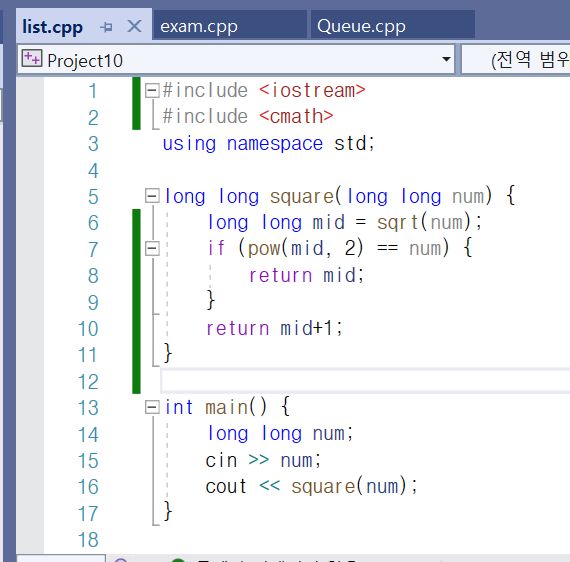 list.cpp exam.cpp Queue.cpp
Project10 (전역 범위
1 #include <iostream>
2 #include <cmath>
3 using namespace std;
4
5 long long square(long long num) {
6 long long mid = sqrt(num);
7 if (pow(mid, 2) == num) {
8 return mid;
9 }
10 return mid+1;
11 }
12
13 int main() {
14 long long num;
15 cin >> num;
16 cout << square(num);
17 }
18